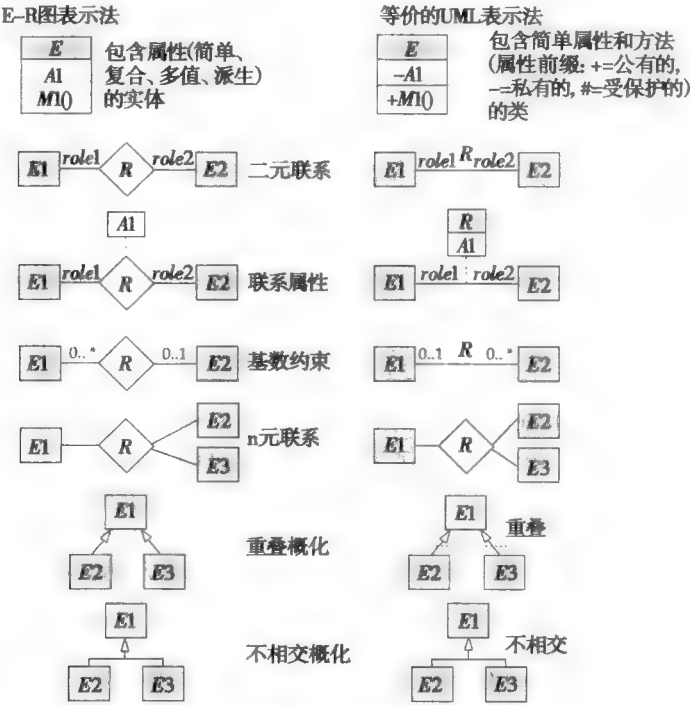 E-R图表示法
等价的UML表示法
E
A1
M1()
包含属性(简单、
复合、多值、派生)
的实体
E
-A1
+M1()
包含简单属性和方法
(属性前缀: +=公有的,
-=私有的, #=受保护的)
的类
E1 role1 R role2 E2 二元联系
E1 role1 R role2 E2
A1
E1 role1 R role2 E2 联系属性
R
A1
E1 role1 role2 E2
E1 0..* R 0..1 E2 基数约束
E1 0..1 R 0..* E2
E1 R E2 E3 n元联系
E1 R E2 E3
E1
E2 E3
重叠概化
E1
E2 E3
重叠
E1
E2 E3
不相交概化
E1
E2 E3
不相交